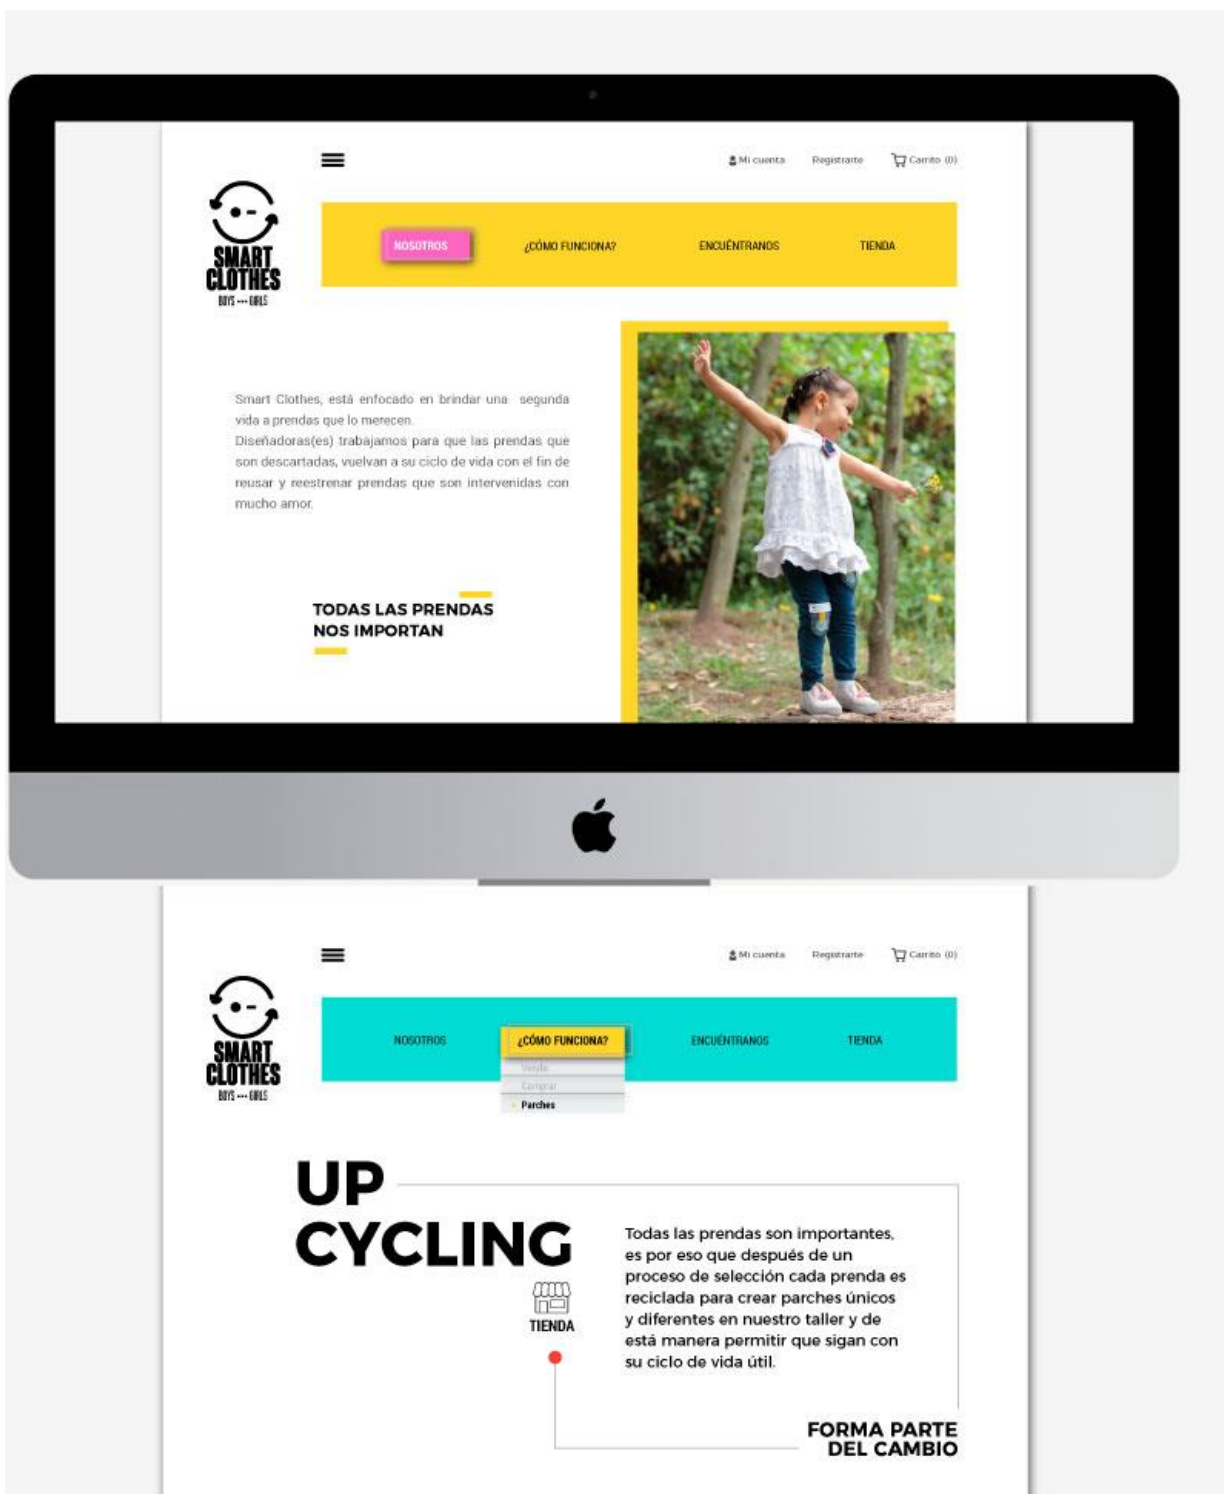 Mi cuenta Registrarte Carrito (0)
SMART
CLOTHES
BOYS ••• GIRLS
NOSOTROS ¿CÓMO FUNCIONA? ENCUÉNTRANOS TIENDA
Smart Clothes, está enfocado en brindar una segunda
vida a prendas que lo merecen.
Diseñadoras(es) trabajamos para que las prendas que
son descartadas, vuelvan a su ciclo de vida con el fin de
reusar y reestrenar prendas que son intervenidas con
mucho amor.
TODAS LAS PRENDAS
NOS IMPORTAN
Mi cuenta Registrarte Carrito (0)
SMART
CLOTHES
BOYS ••• GIRLS
NOSOTROS ¿CÓMO FUNCIONA? ENCUÉNTRANOS TIENDA
Vender
Comprar
Parches
UP
CYCLING
TIENDA
Todas las prendas son importantes,
es por eso que después de un
proceso de selección cada prenda es
reciclada para crear parches únicos
y diferentes en nuestro taller y de
está manera permitir que sigan con
su ciclo de vida útil.
FORMA PARTE
DEL CAMBIO